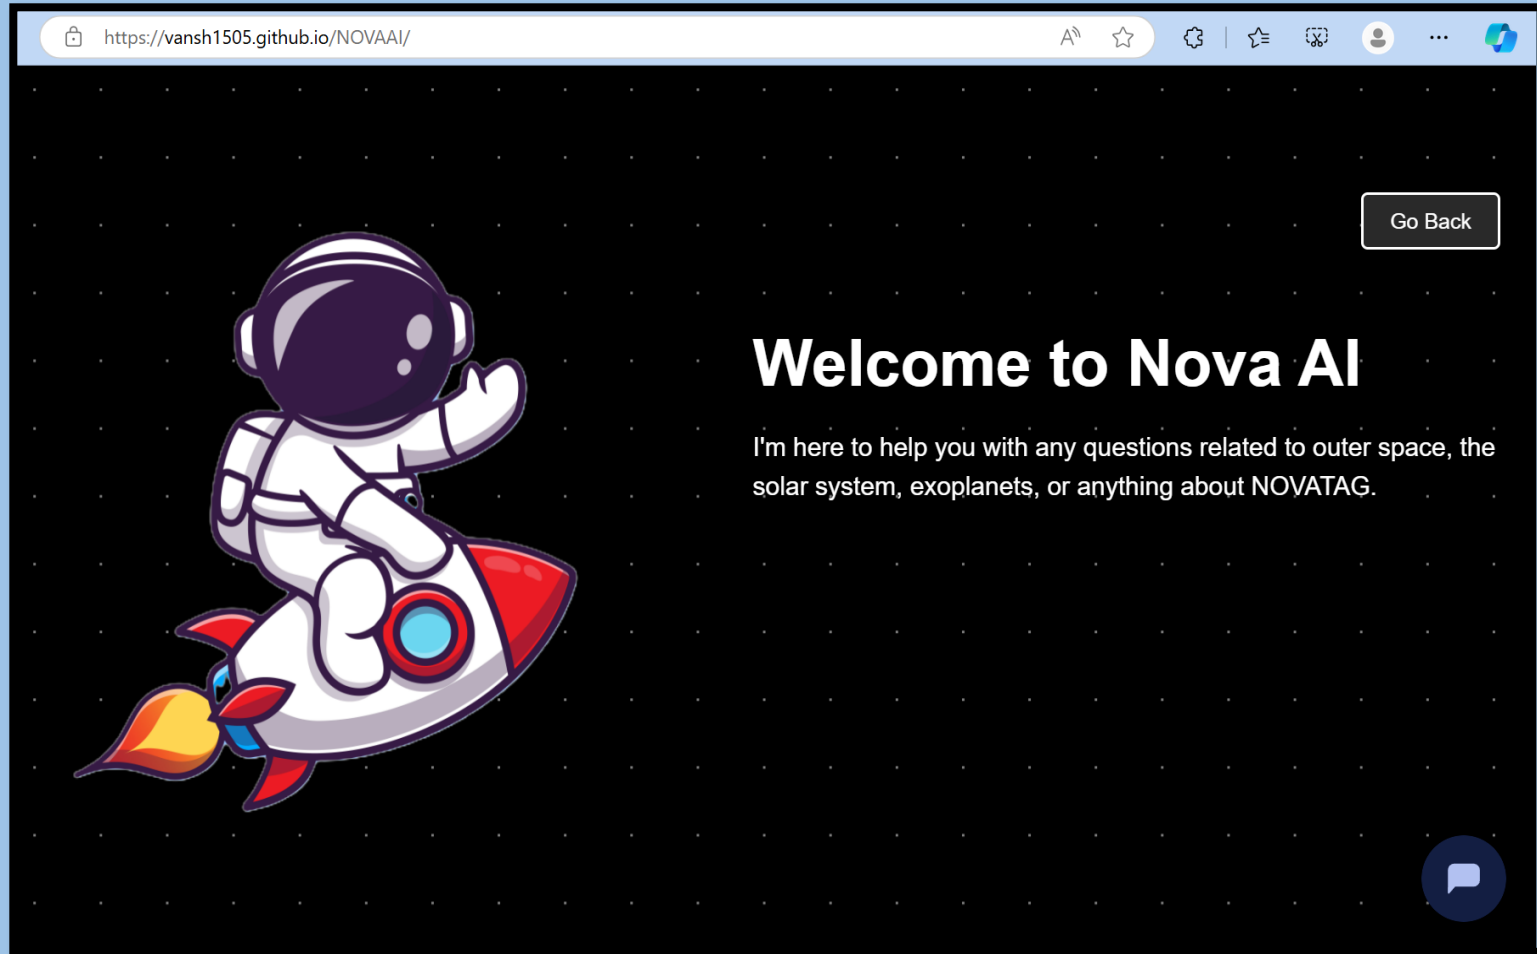 https://vansh1505.github.io/NOVAAI/
Go Back
Welcome to Nova AI
I'm here to help you with any questions related to outer space, the
solar system, exoplanets, or anything about NOVATAG.